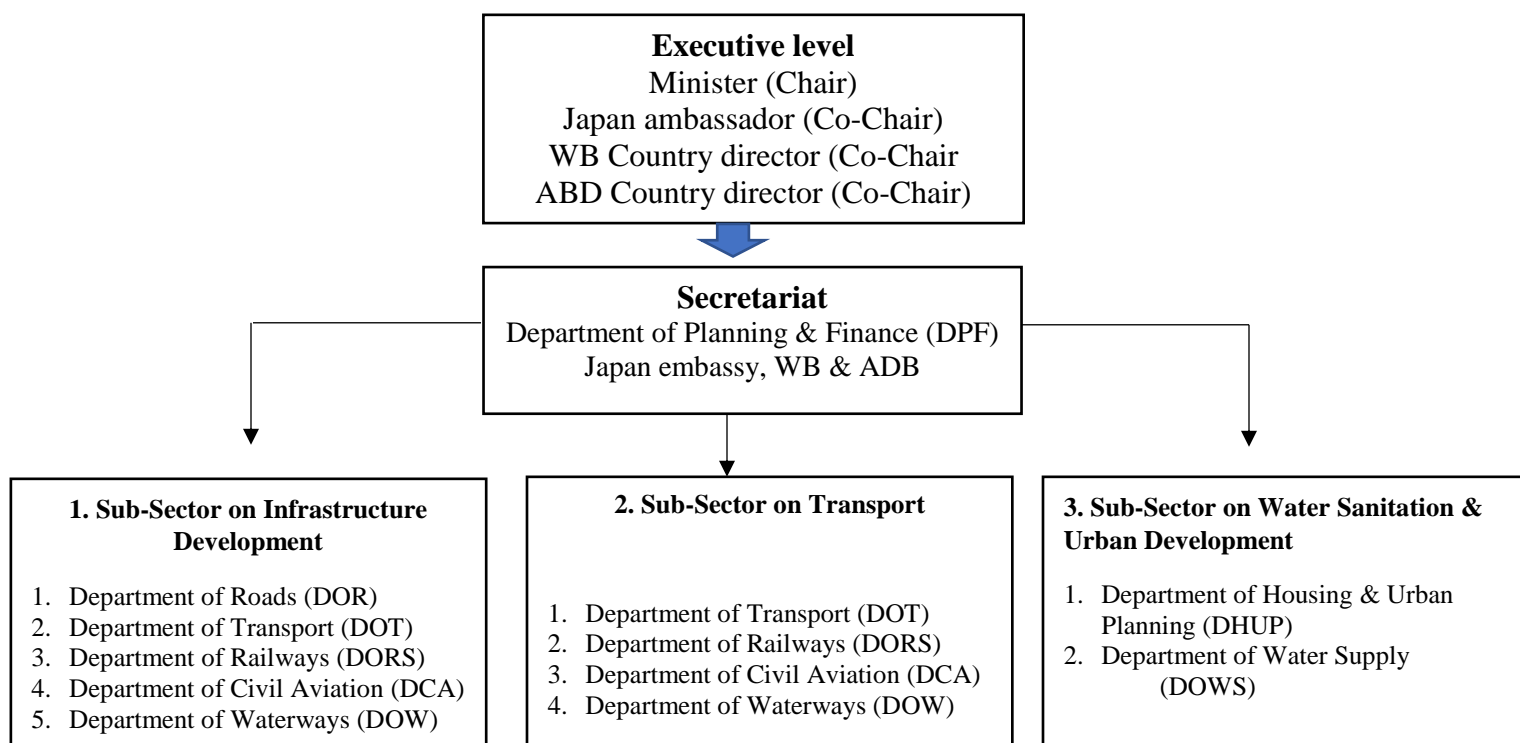 Executive level
Minister (Chair)
Japan ambassador (Co-Chair)
WB Country director (Co-Chair
ABD Country director (Co-Chair)
Secretariat
Department of Planning & Finance (DPF)
Japan embassy, WB & ADB
1. Sub-Sector on Infrastructure
Development
1. Department of Roads (DOR)
2. Department of Transport (DOT)
3. Department of Railways (DORS)
4. Department of Civil Aviation (DCA)
5. Department of Waterways (DOW)
2. Sub-Sector on Transport
1. Department of Transport (DOT)
2. Department of Railways (DORS)
3. Department of Civil Aviation (DCA)
4. Department of Waterways (DOW)
3. Sub-Sector on Water Sanitation &
Urban Development
1. Department of Housing & Urban
Planning (DHUP)
2. Department of Water Supply
(DOWS)